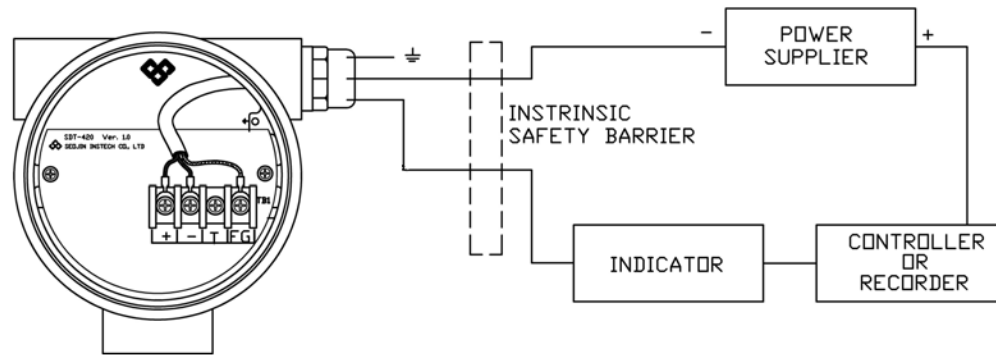 SDT-420 Ver. 1.0
SEOJON INSTECH CO., LTD
TB1
+ - T FG
INSTRINSIC
SAFETY BARRIER
- POWER +
SUPPLIER
INDICATOR
CONTROLLER
OR
RECORDER